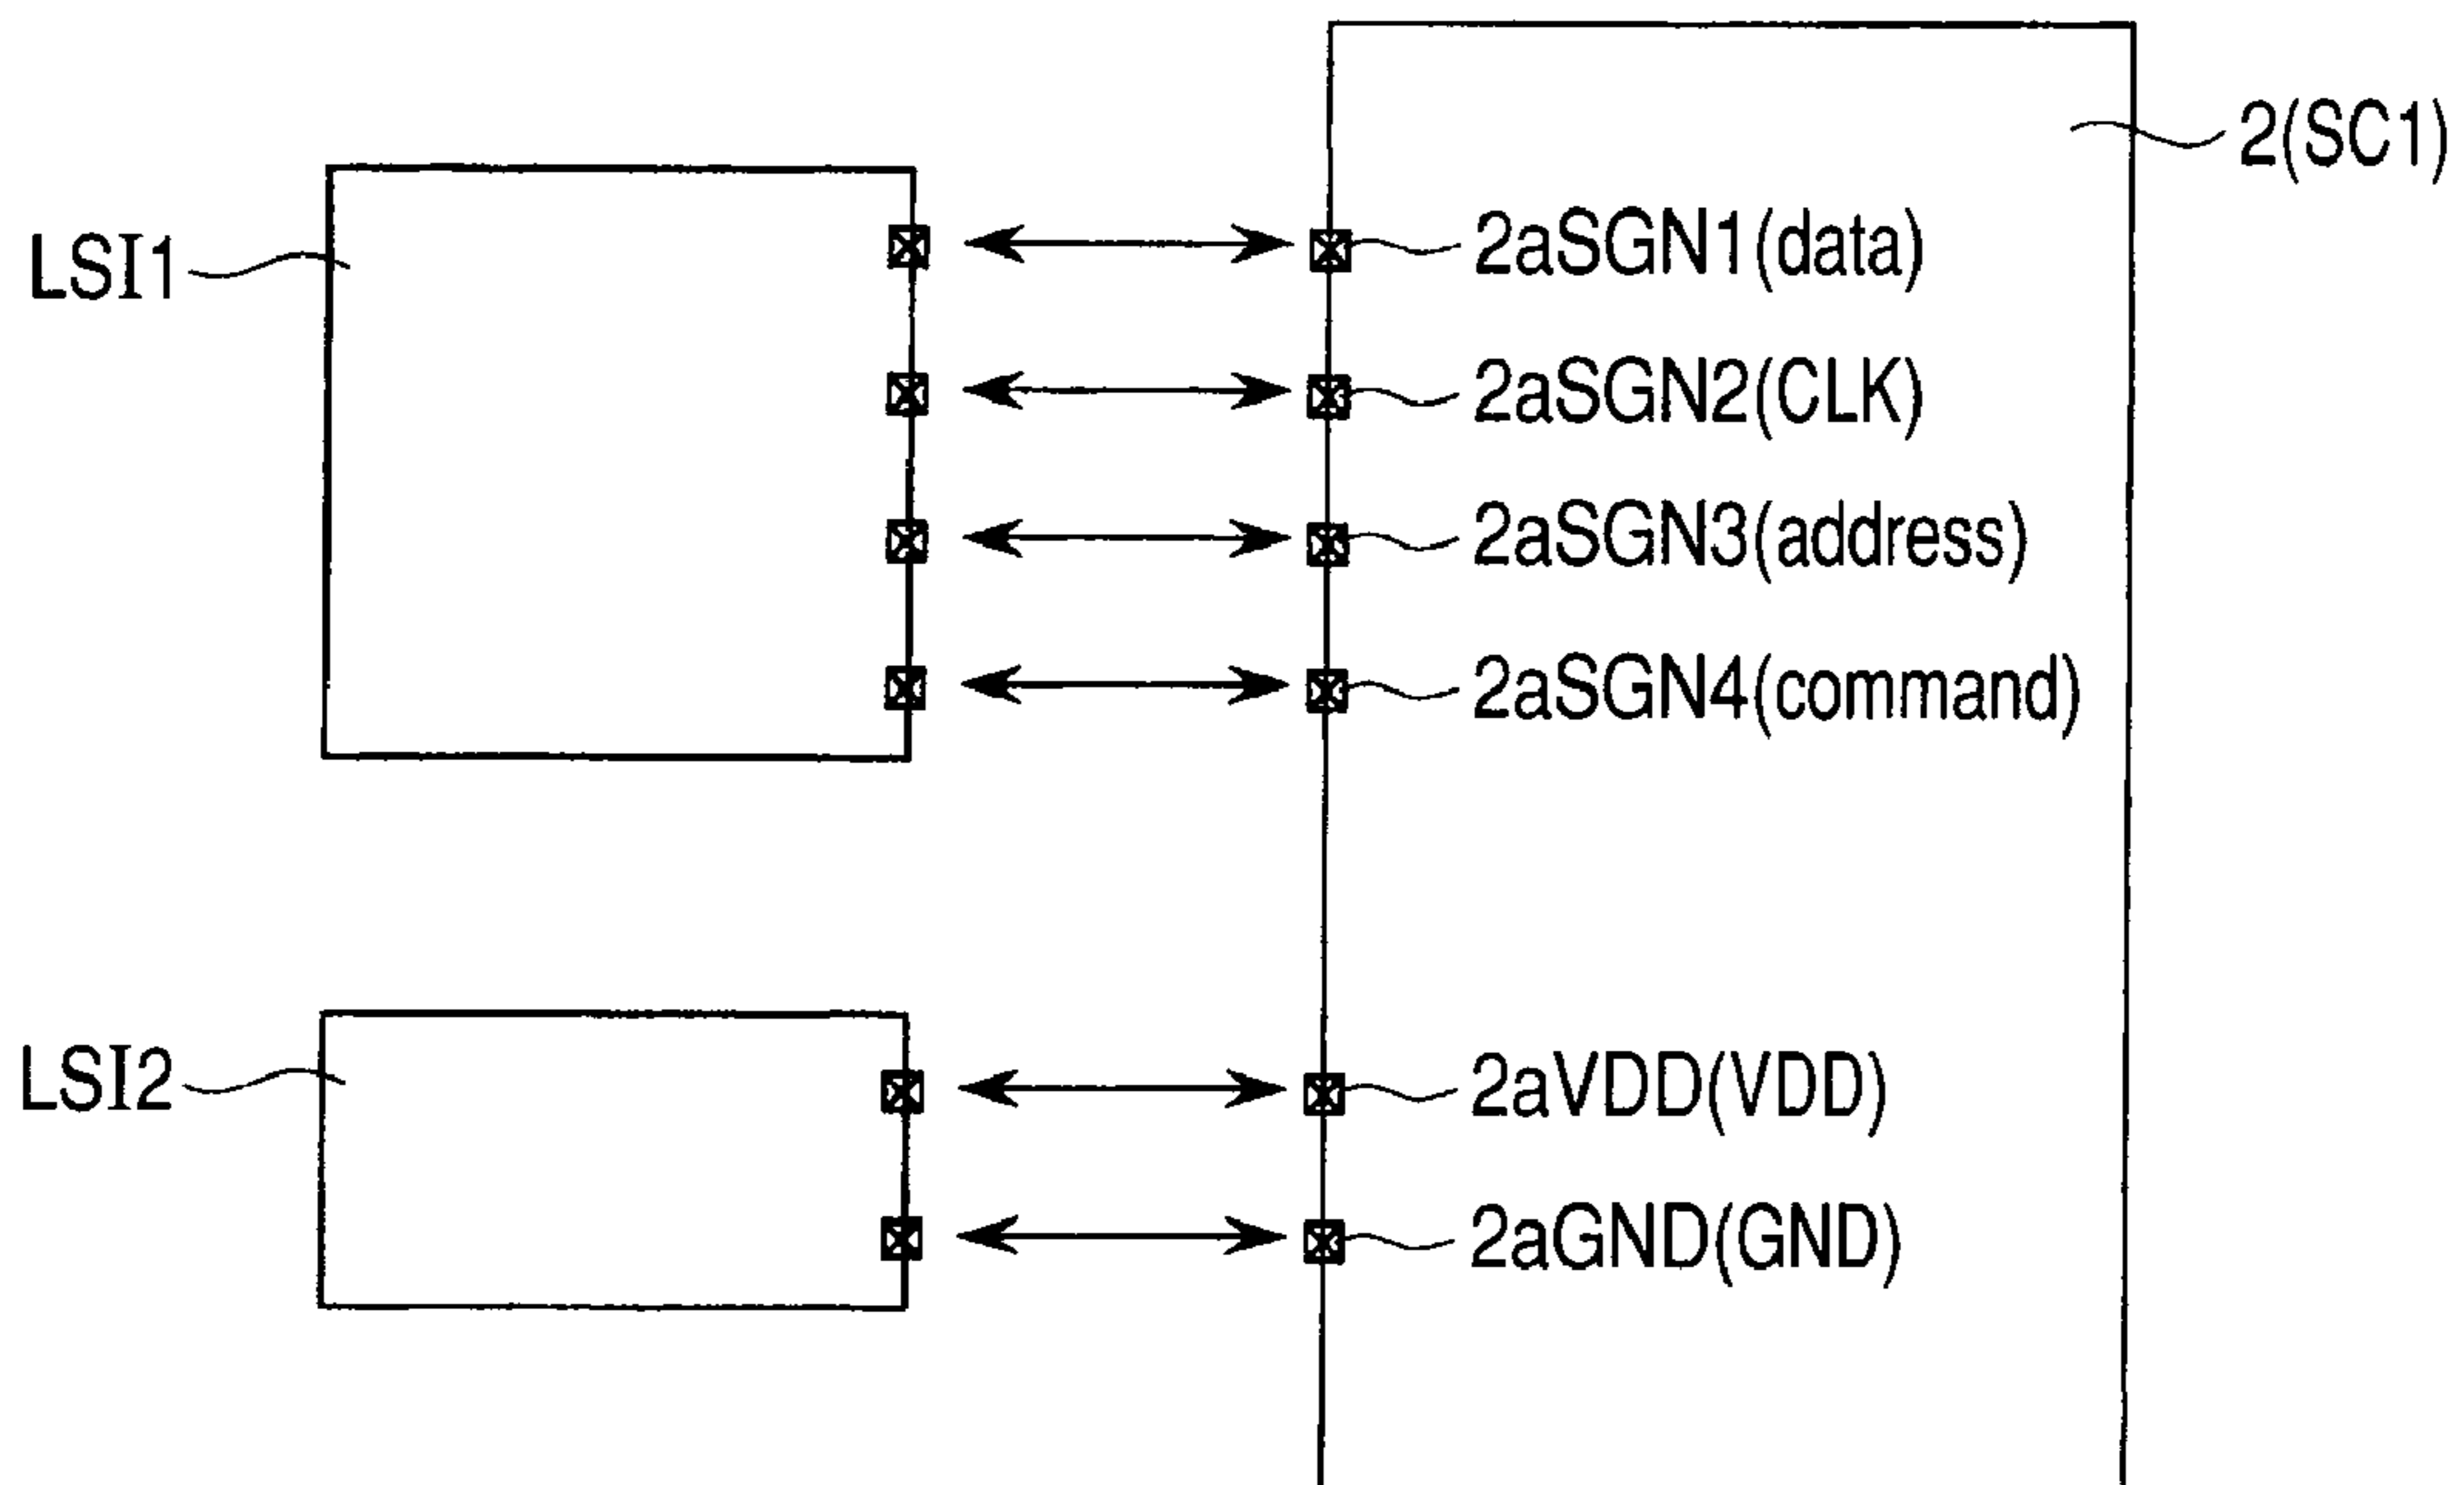 2(SC1)
LSI1
2aSGN1(data)
2aSGN2(CLK)
2aSGN3(address)
2aSGN4(command)
LSI2
2aVDD(VDD)
2aGND(GND)